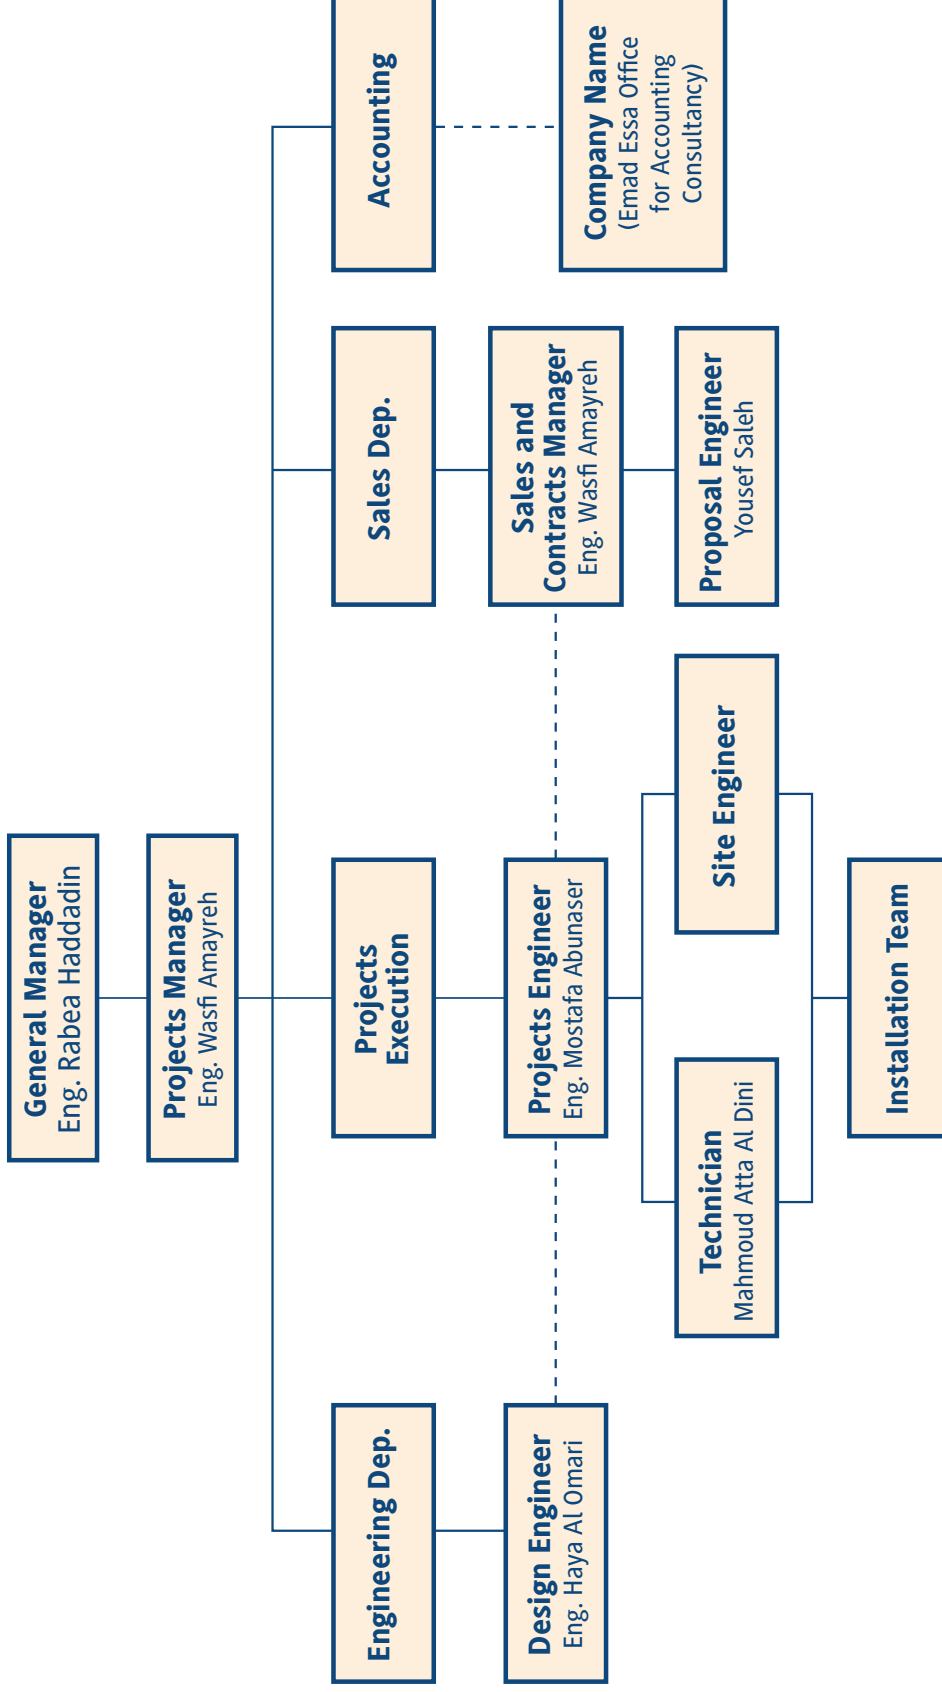 General Manager
Eng. Rabea Haddadin
Projects Manager
Eng. Wasfi Amayreh
Engineering Dep.
Projects
Execution
Sales Dep.
Accounting
Design Engineer
Eng. Haya Al Omari
Projects Engineer
Eng. Mostafa Abunaser
Sales and
Contracts Manager
Eng. Wasfi Amayreh
Company Name
(Emad Essa Office
for Accounting
Consultancy)
Technician
Mahmoud Atta Al Dini
Site Engineer
Proposal Engineer
Yousef Saleh
Installation Team